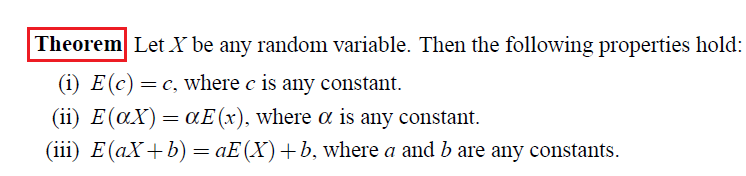 Theorem Let X be any random variable. Then the following properties hold:
(i) E(c) = c, where c is any constant.
(ii) E(αX) = αE(x), where α is any constant.
(iii) E(aX + b) = aE(X) + b, where a and b are any constants.